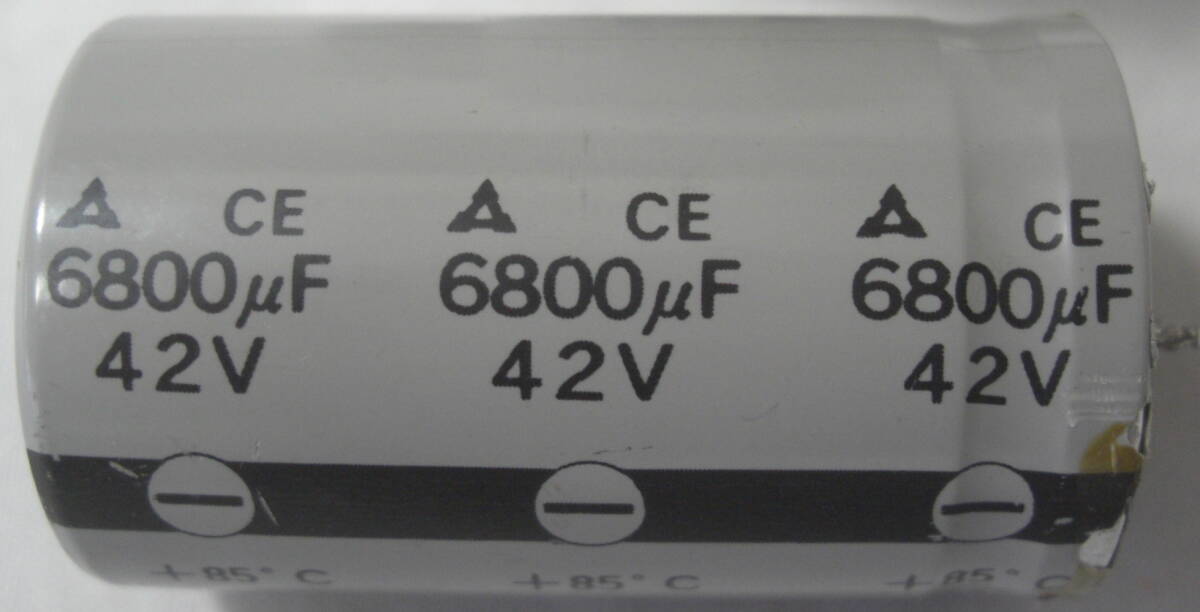 CE CE CE
6800μF 6800μF 6800μF
42V 42V 42V
+85°C +85°C +85°C